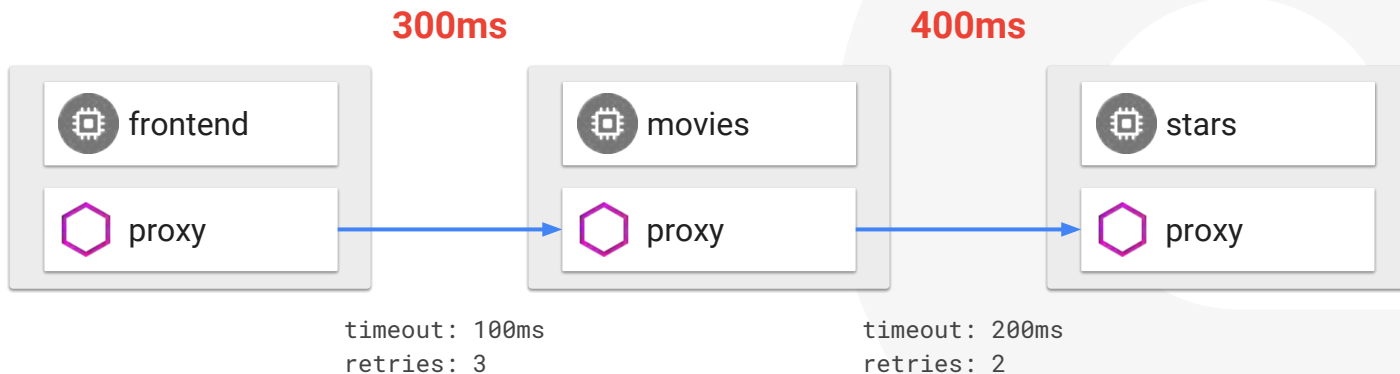 300ms
400ms
frontend
movies
stars
proxy
proxy
proxy
timeout: 100ms
retries: 3
timeout: 200ms
retries: 2